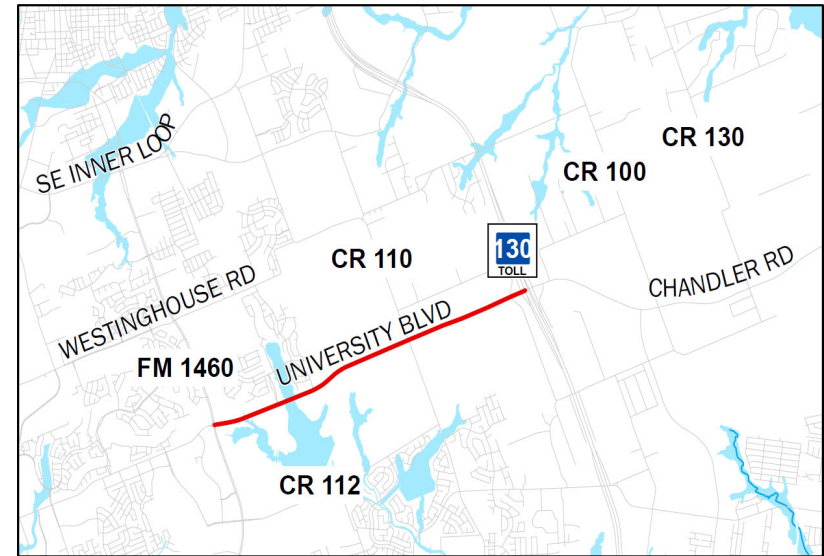 SE INNER LOOP
CR 130
CR 100
130
TOLL
CR 110
CHANDLER RD
WESTINGHOUSE RD
UNIVERSITY BLVD
FM 1460
CR 112